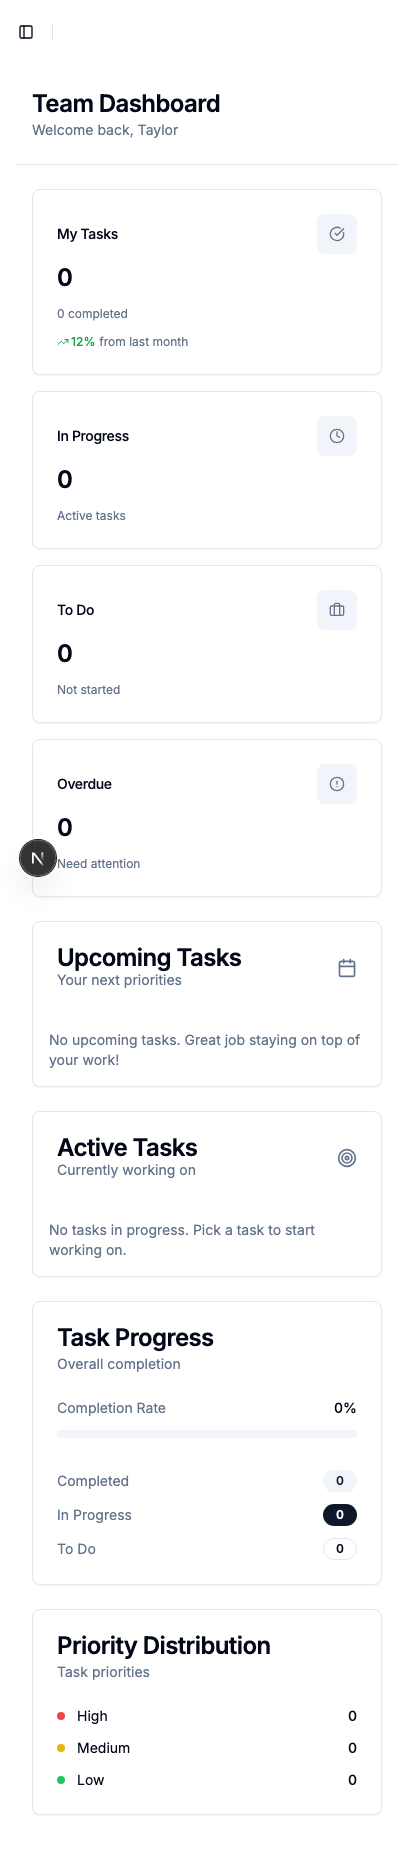 Team Dashboard
Welcome back, Taylor
My Tasks
0
0 completed
12% from last month
In Progress
0
Active tasks
To Do
0
Not started
Overdue
0
N
Need attention
Upcoming Tasks
Your next priorities
No upcoming tasks. Great job staying on top of
your work!
Active Tasks
Currently working on
No tasks in progress. Pick a task to start
working on.
Task Progress
Overall completion
Completion Rate 0%
Completed 0
In Progress 0
To Do 0
Priority Distribution
Task priorities
High 0
Medium 0
Low 0